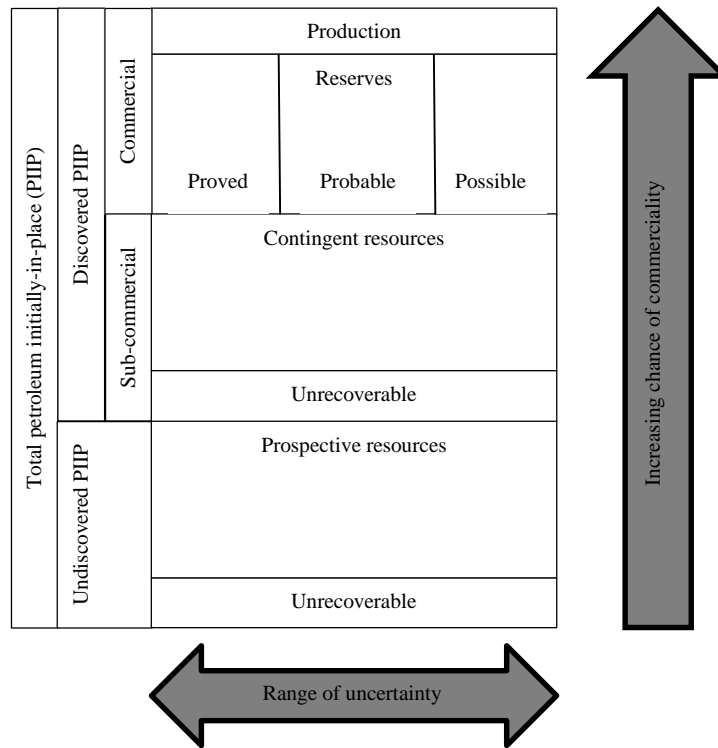 Total petroleum initially-in-place (PIIP)
Discovered PIIP
Undiscovered PIIP
Commercial
Sub-commercial
Production
Reserves
Proved
Probable
Possible
Contingent resources
Unrecoverable
Prospective resources
Unrecoverable
Increasing chance of commerciality
Range of uncertainty